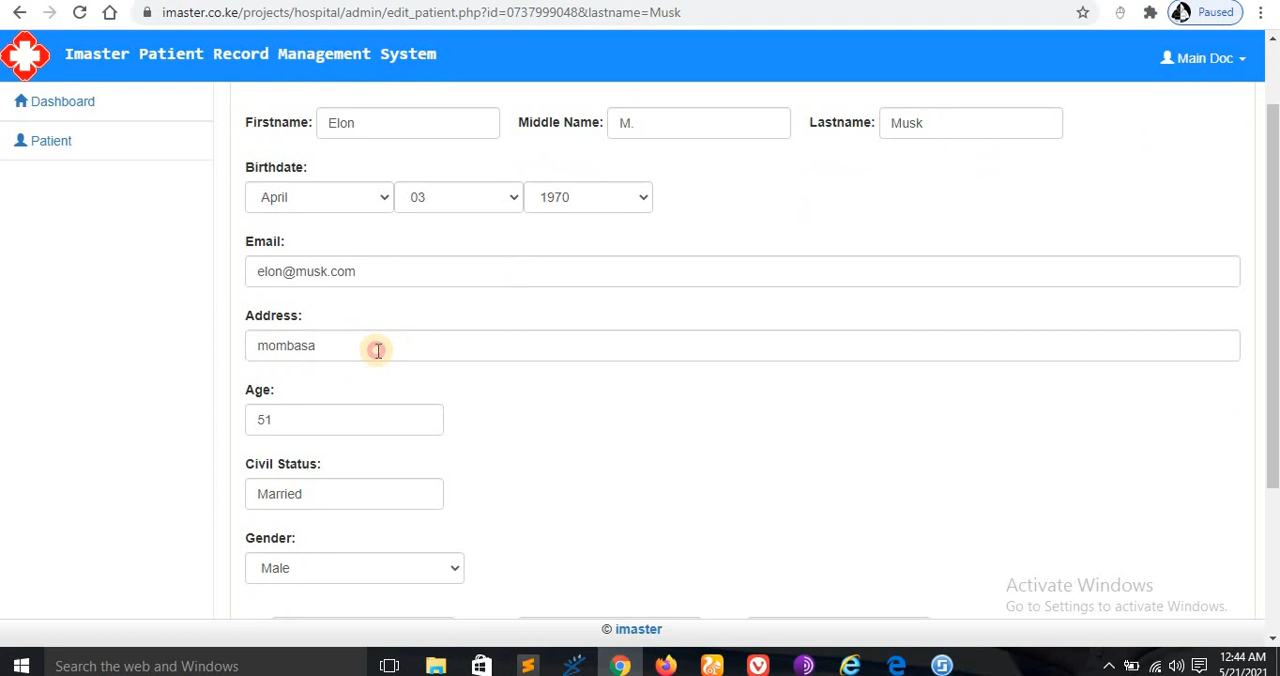 imaster.co.ke/projects/hospital/admin/edit_patient.php?id=0737999048&lastname=Musk
Paused
Imaster Patient Record Management System
Main Doc
Dashboard
Patient
Firstname: Elon Middle Name: M. Lastname: Musk
Birthdate:
April 03 1970
Email:
elon@musk.com
Address:
mombasa
Age:
51
Civil Status:
Married
Gender:
Male
Activate Windows
Go to Settings to activate Windows.
© imaster
Search the web and Windows
12:44 AM
5/21/2021